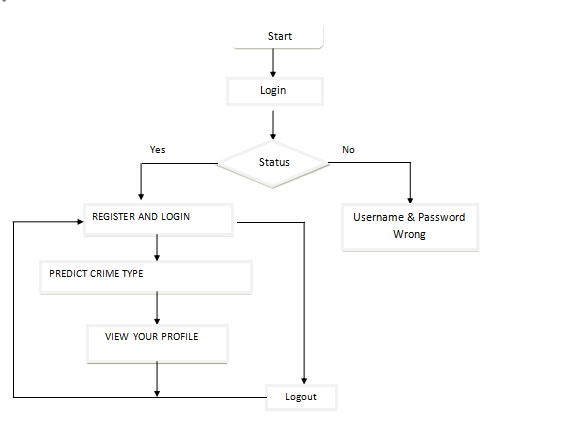 Start
Login
Yes
No
Status
REGISTER AND LOGIN
Username & Password
Wrong
PREDICT CRIME TYPE
VIEW YOUR PROFILE
Logout